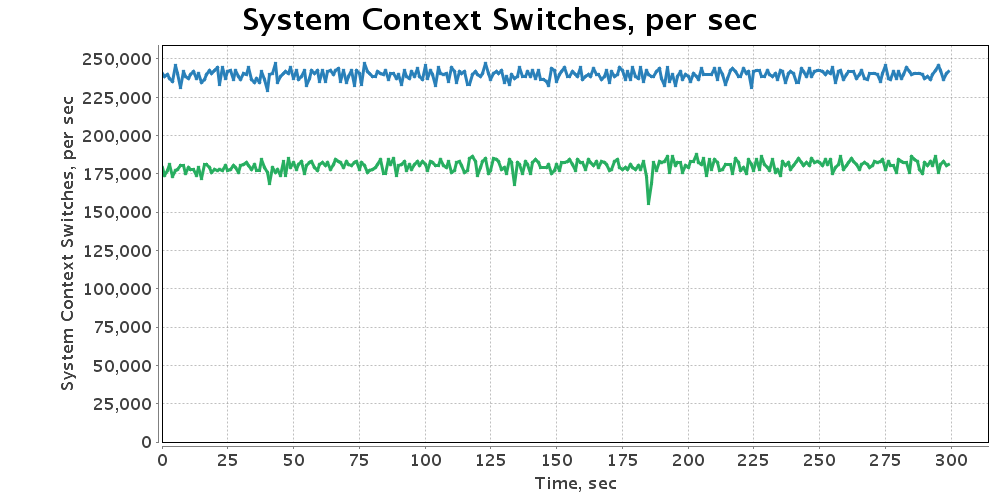 System Context Switches, per sec
System Context Switches, per sec
250,000
225,000
200,000
175,000
150,000
125,000
100,000
75,000
50,000
25,000
0
0 25 50 75 100 125 150 175 200 225 250 275 300
Time, sec